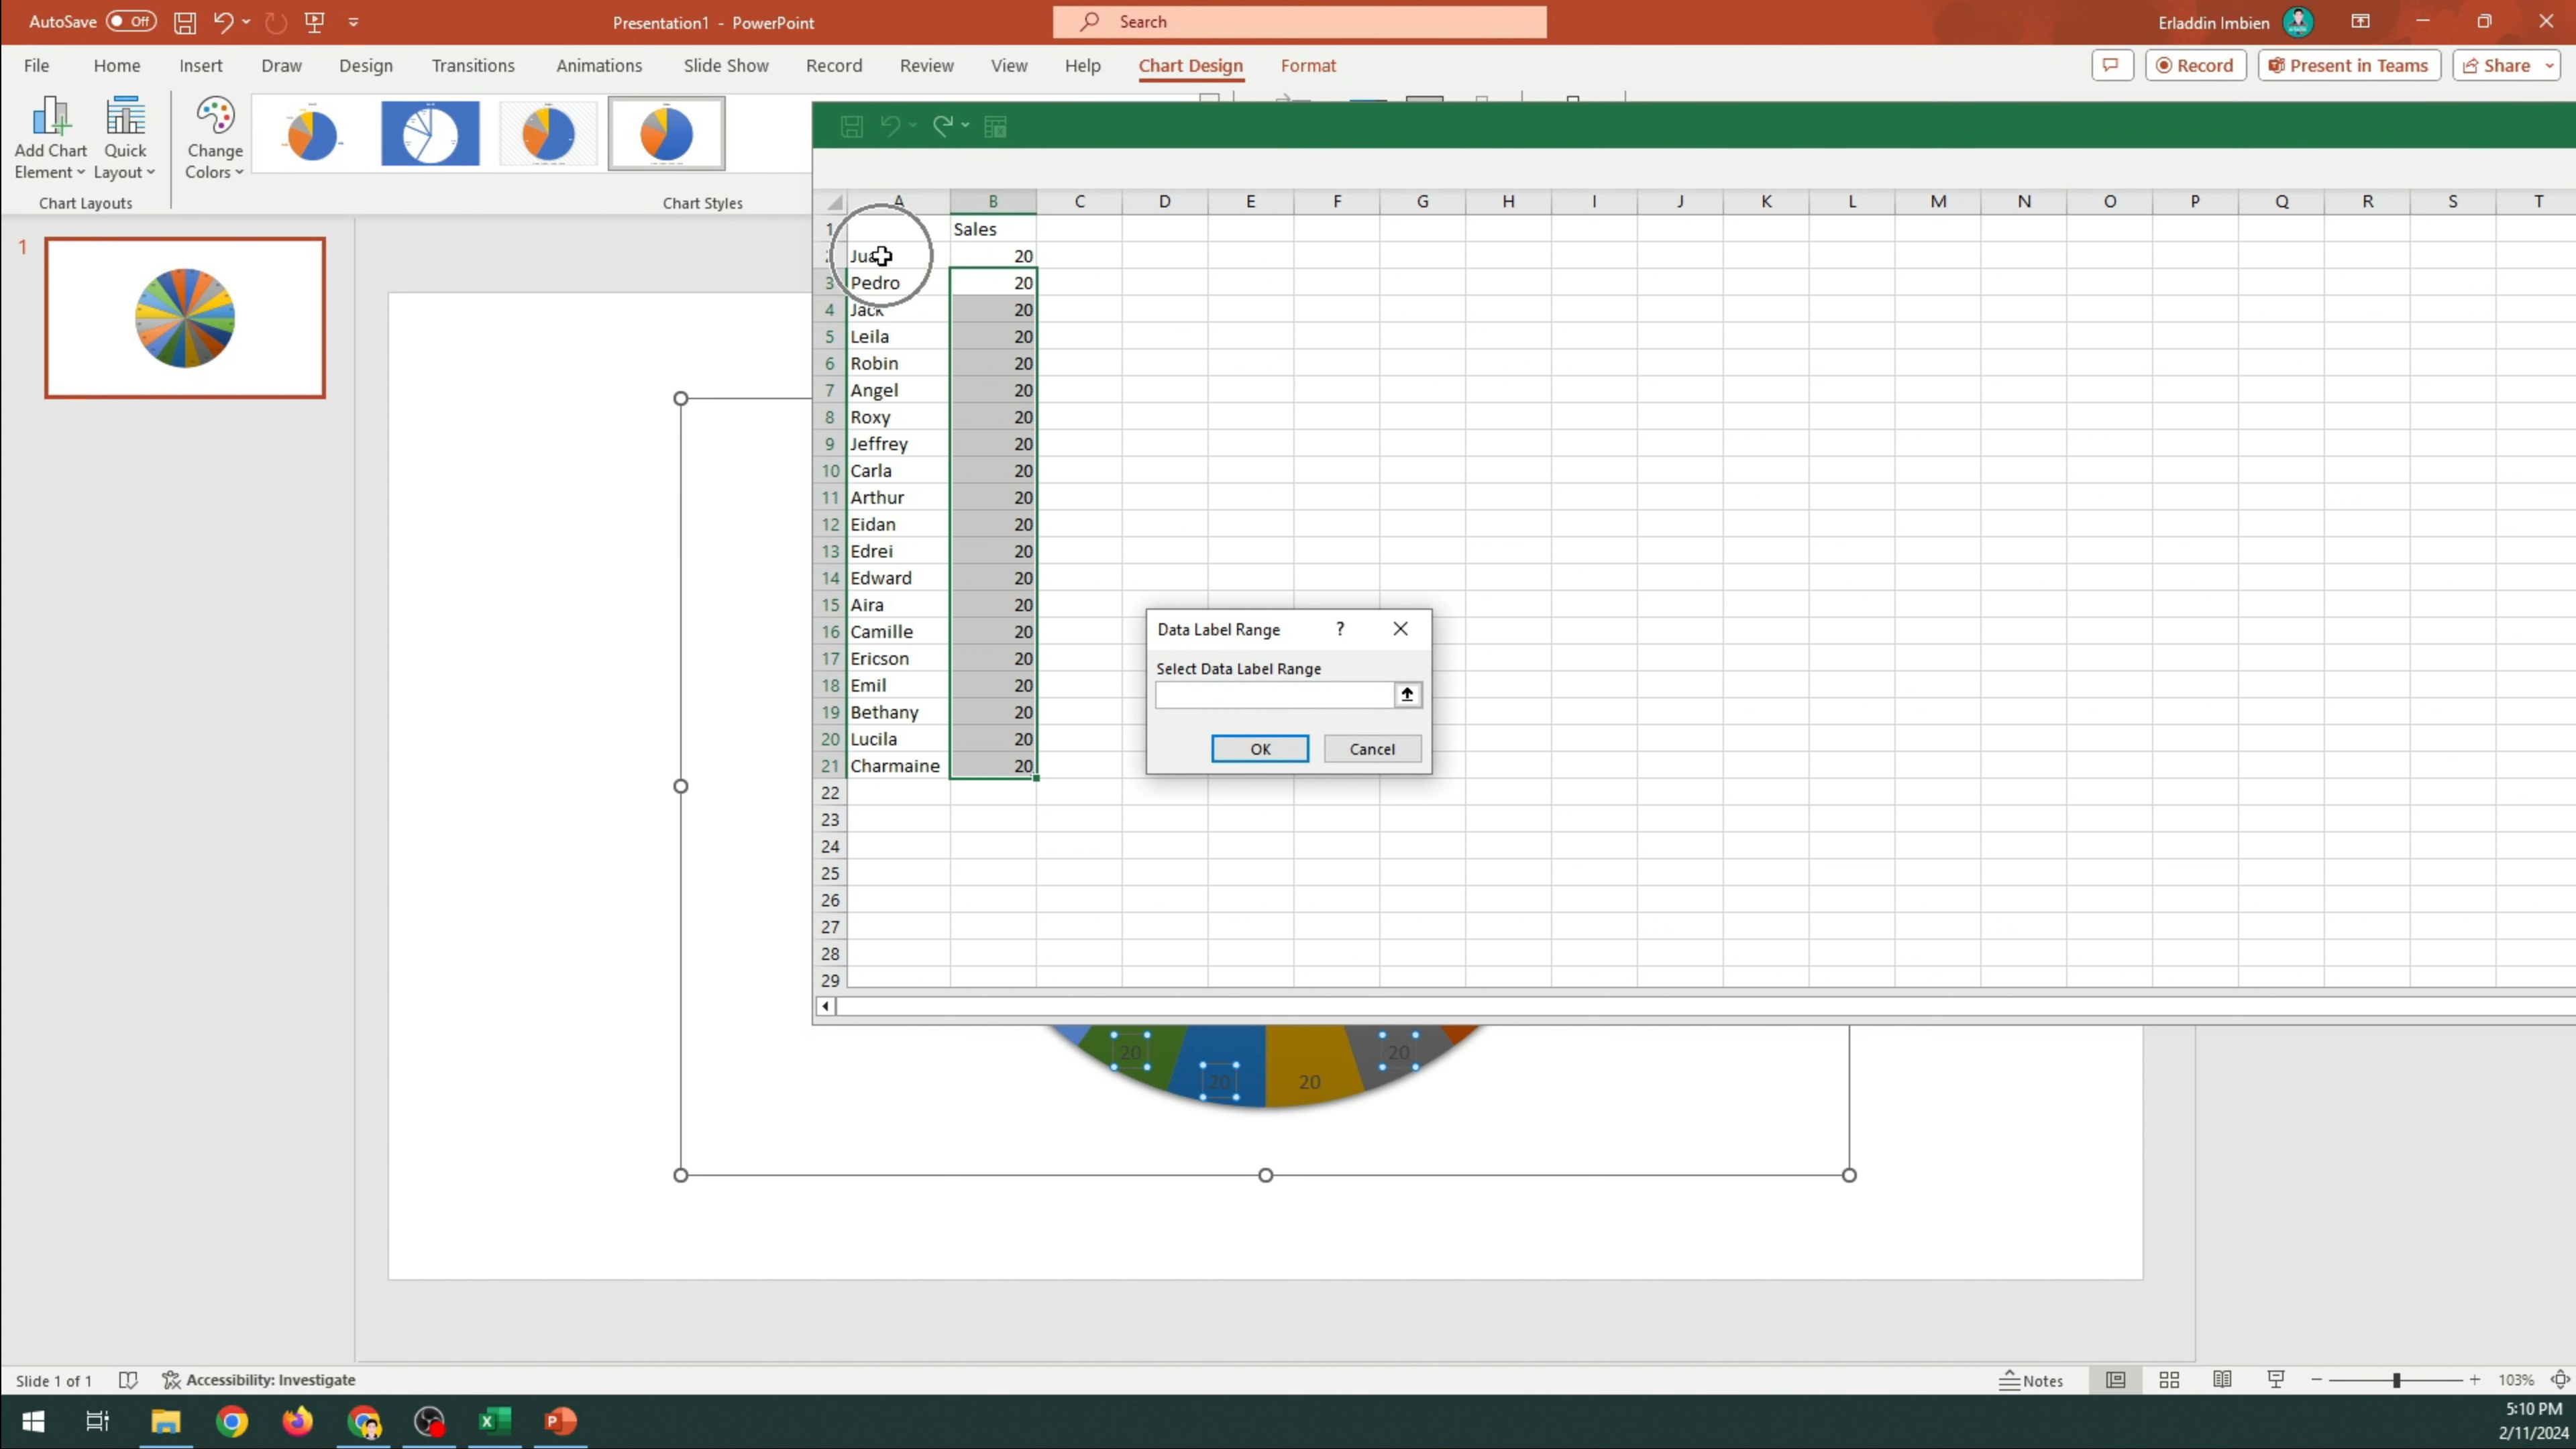 AutoSave Off Presentation1 - PowerPoint Search Erladdin Imbien
File Home Insert Draw Design Transitions Animations Slide Show Record Review View Help Chart Design Format Record Present in Teams Share
Add Chart Element Quick Layout Change Colors
Chart Layouts Chart Styles
A B C D E F G H I J K L M N O P Q R S T
1 Sales
20
3 Pedro 20
4 Jack 20
5 Leila 20
6 Robin 20
7 Angel 20
8 Roxy 20
9 Jeffrey 20
10 Carla 20
11 Arthur 20
12 Eidan 20
13 Edrei 20
14 Edward 20
15 Aira 20
16 Camille 20
17 Ericson 20
18 Emil 20
19 Bethany 20
20 Lucila 20
21 Charmaine 20
22
23
24
25
26
27
28
29
1
Data Label Range ?
Select Data Label Range
OK Cancel
20 20
20 20
Slide 1 of 1 Accessibility: Investigate Notes 103%
5:10 PM
2/11/2024